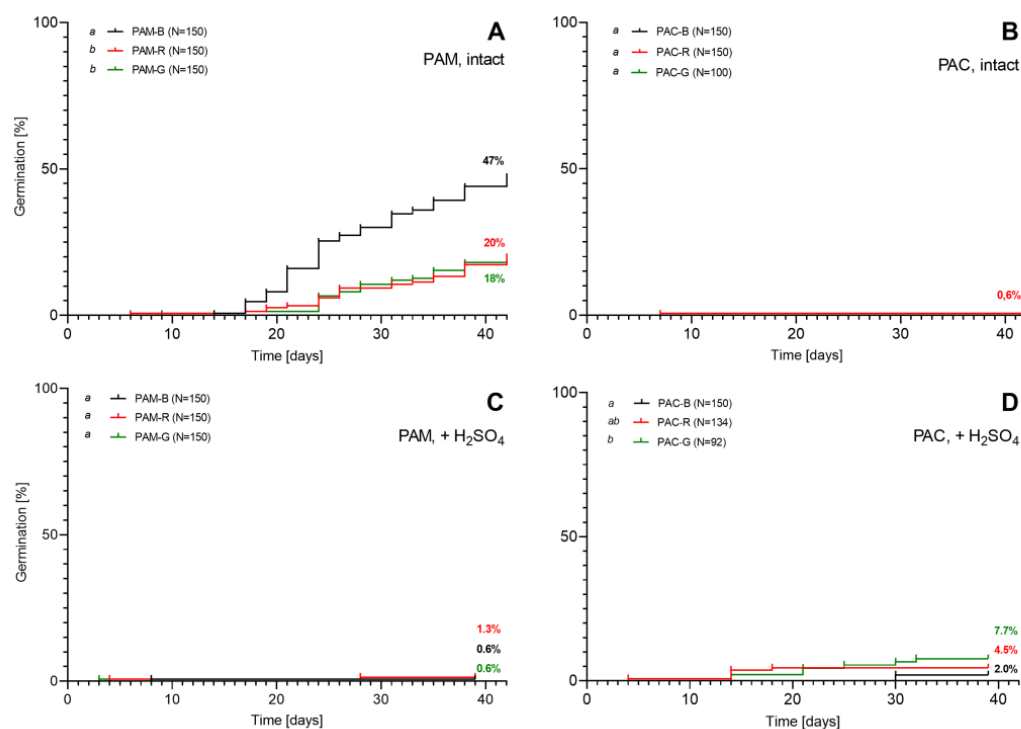 100
a PAM-B (N=150)
b PAM-R (N=150)
b PAM-G (N=150)
A
PAM, intact
50
Germination [%]
47%
20%
18%
0
0 10 20 30 40
Time [days]
100
a PAC-B (N=150)
a PAC-R (N=150)
a PAC-G (N=100)
B
PAC, intact
50
0,6%
0
0 10 20 30 40
Time [days]
100
a PAM-B (N=150)
a PAM-R (N=150)
a PAM-G (N=150)
C
PAM, + H₂SO₄
50
Germination [%]
1.3%
0.6%
0.6%
0
0 10 20 30 40
Time [days]
100
a PAC-B (N=150)
ab PAC-R (N=134)
b PAC-G (N=92)
D
PAC, + H₂SO₄
50
7.7%
4.5%
2.0%
0
0 10 20 30 40
Time [days]